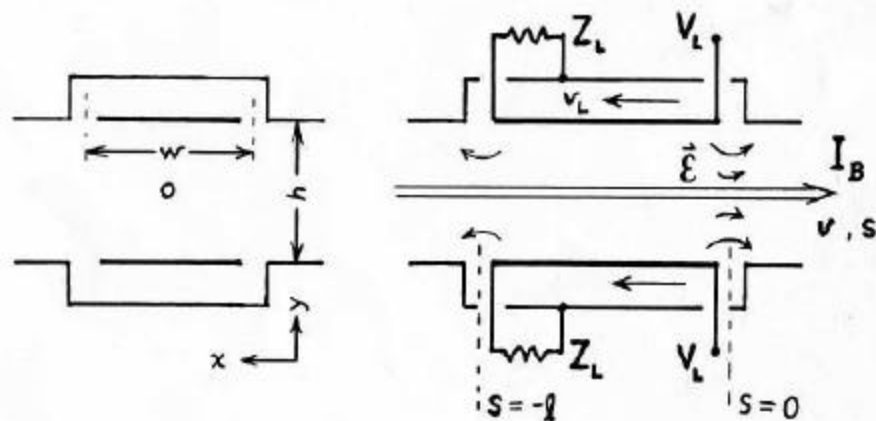 Z_L
V_L
v_L
w
o
h
ℰ
I_B
v, s
y
x
Z_L
V_L
s = -ℓ
s = 0